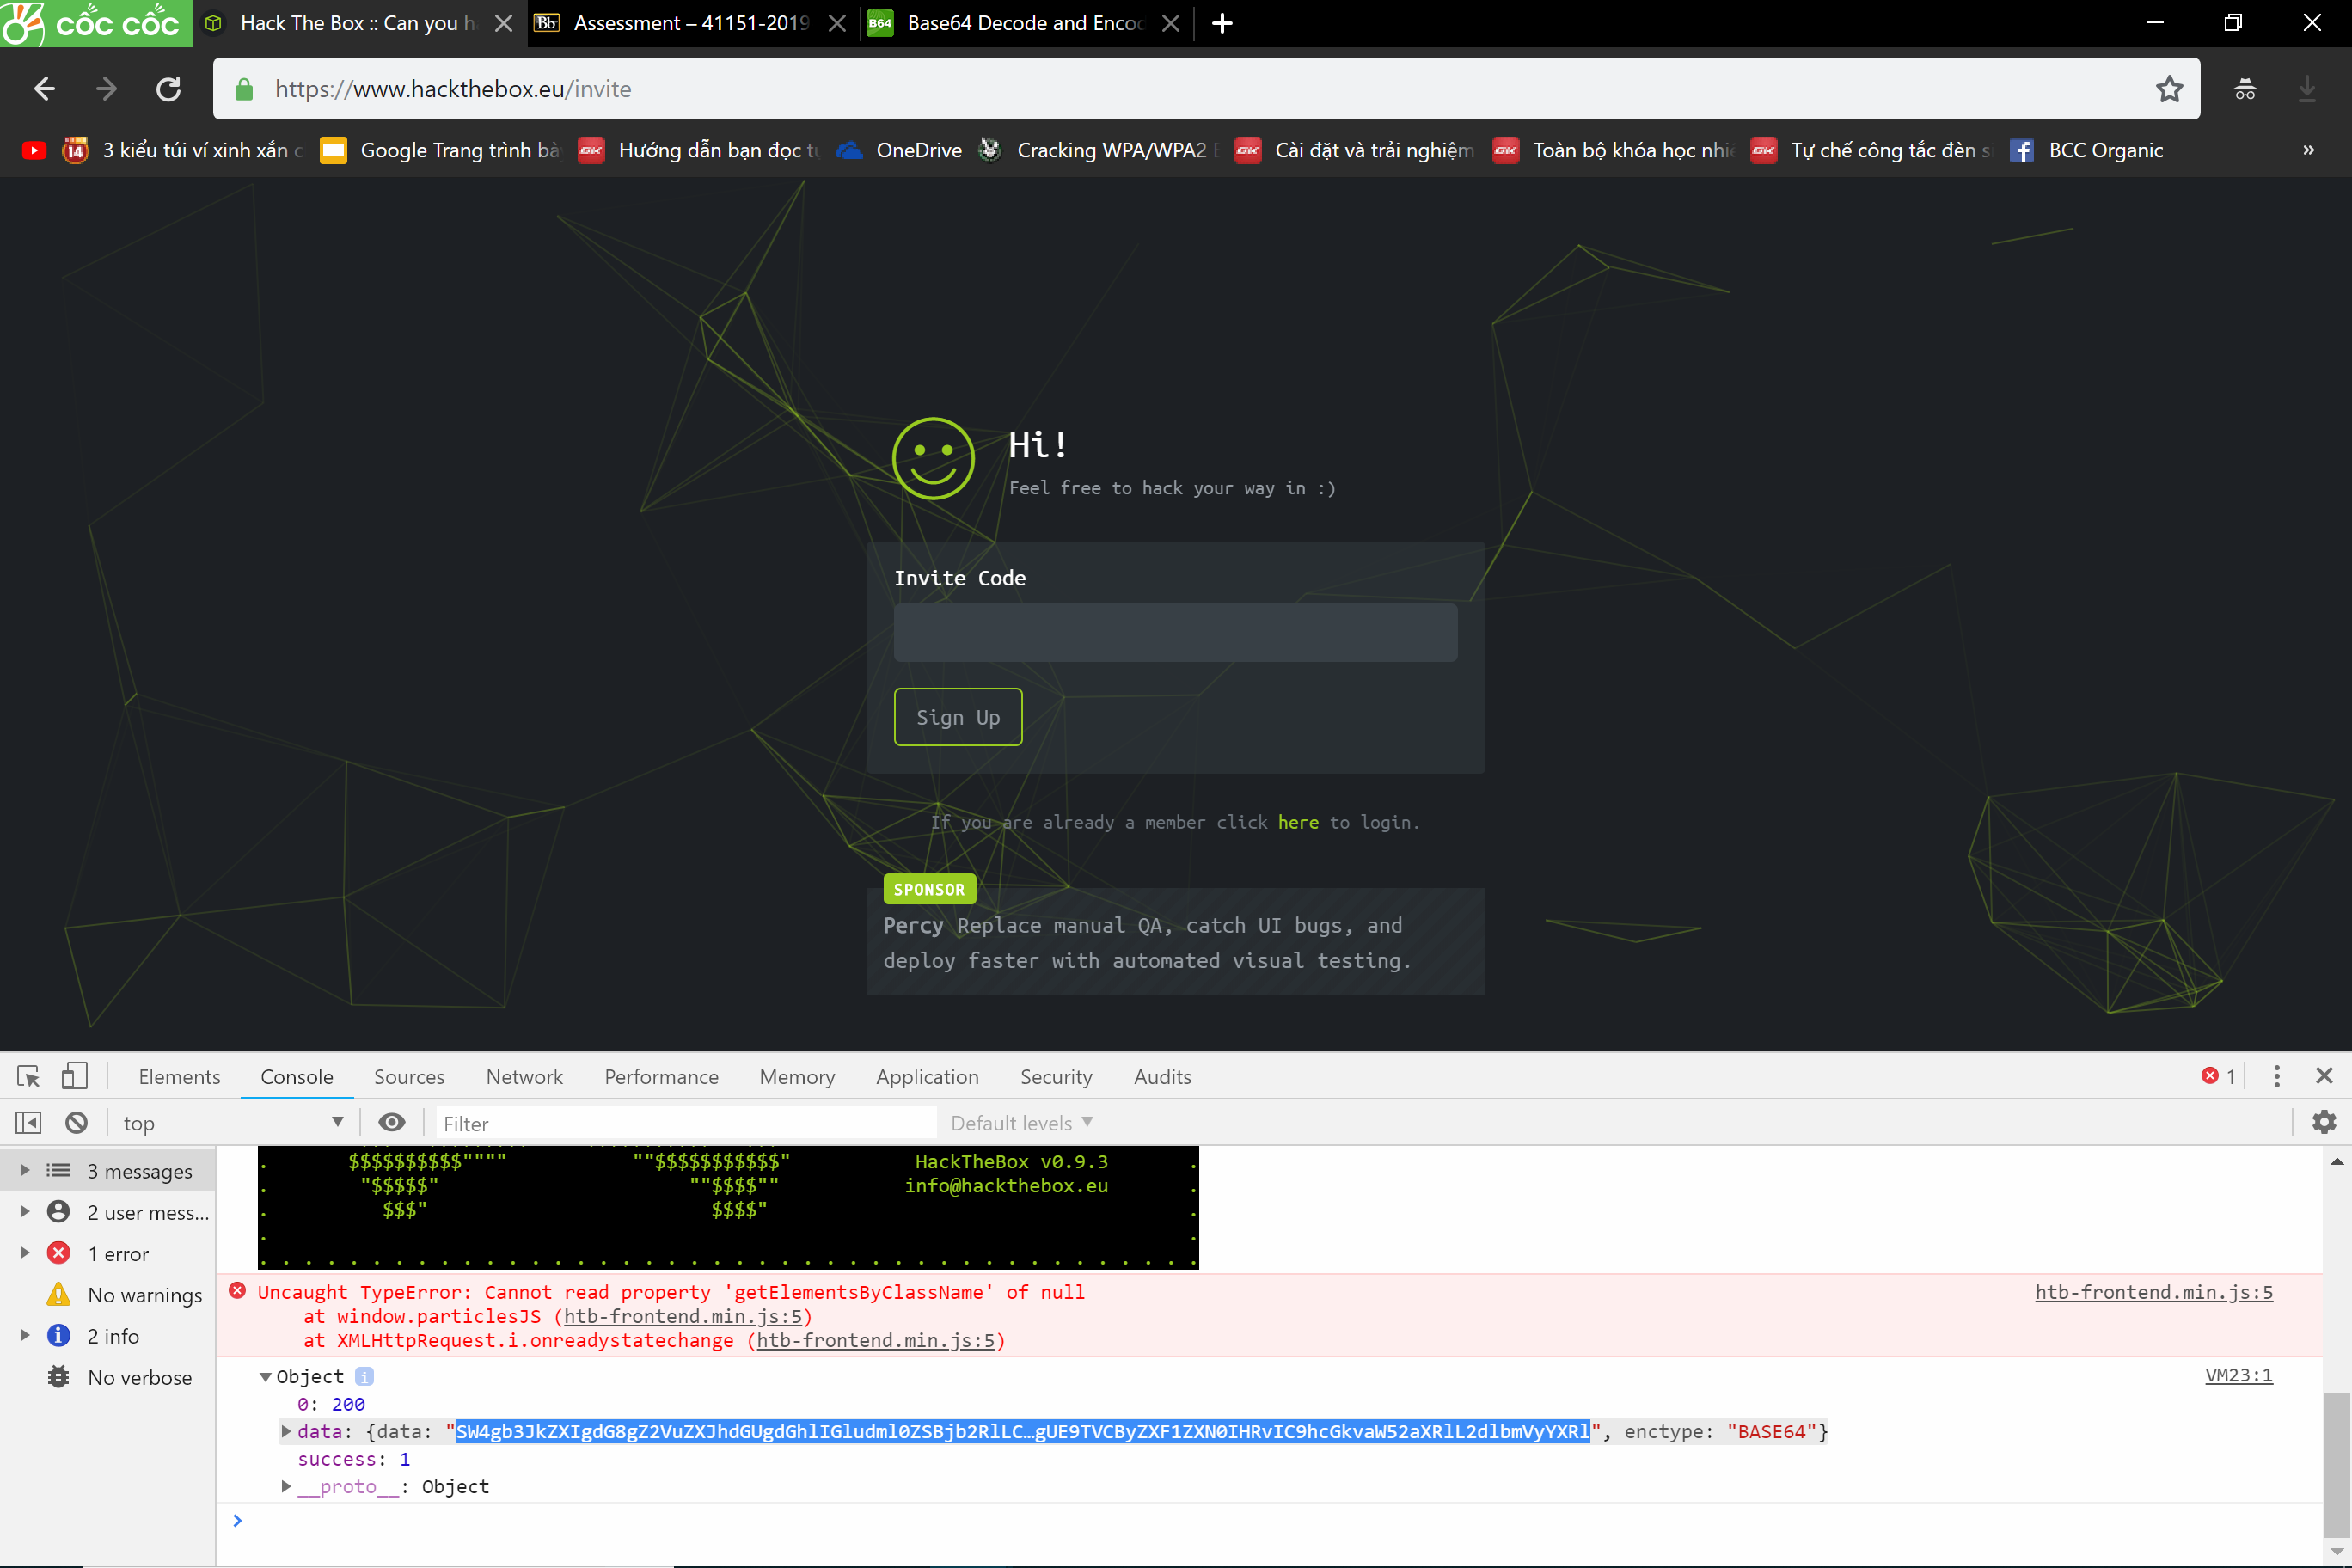 cốc cốc
Hack The Box :: Can you h
Assessment – 41151-2019
Base64 Decode and Enco
https://www.hackthebox.eu/invite
14
3 kiểu túi ví xinh xắn c
Google Trang trình bà
Hướng dẫn bạn đọc tự
OneDrive
Cracking WPA/WPA2
Cài đặt và trải nghiệm
Toàn bộ khóa học nhi
Tự chế công tắc đèn s
BCC Organic
»
Hi!
Feel free to hack your way in :)
Invite Code
Sign Up
If you are already a member click here to login.
SPONSOR
Percy Replace manual QA, catch UI bugs, and
deploy faster with automated visual testing.
Elements Console Sources Network Performance Memory Application Security Audits
1
top
Filter
Default levels
3 messages
2 user mess...
1 error
No warnings
2 info
No verbose
. $$$$$$$$$$"""" ""$$$$$$$$$$$" HackTheBox v0.9.3 .
. "$$$$$" ""$$$$"" info@hackthebox.eu .
. $$$" $$$$" .
Uncaught TypeError: Cannot read property 'getElementsByClassName' of null htb-frontend.min.js:5
at window.particlesJS (htb-frontend.min.js:5)
at XMLHttpRequest.i.onreadystatechange (htb-frontend.min.js:5)
Object i VM23:1
0: 200
data: {data: "SW4gb3JkZXIgdG8gZ2VuZXJhdGUgdGhlIGludml0ZSBjb2RlLC…gUE9TVCByZXF1ZXN0IHRvIC9hcGkvaW52aXRlL2dlbmVyYXRl", enctype: "BASE64"}
success: 1
__proto__: Object